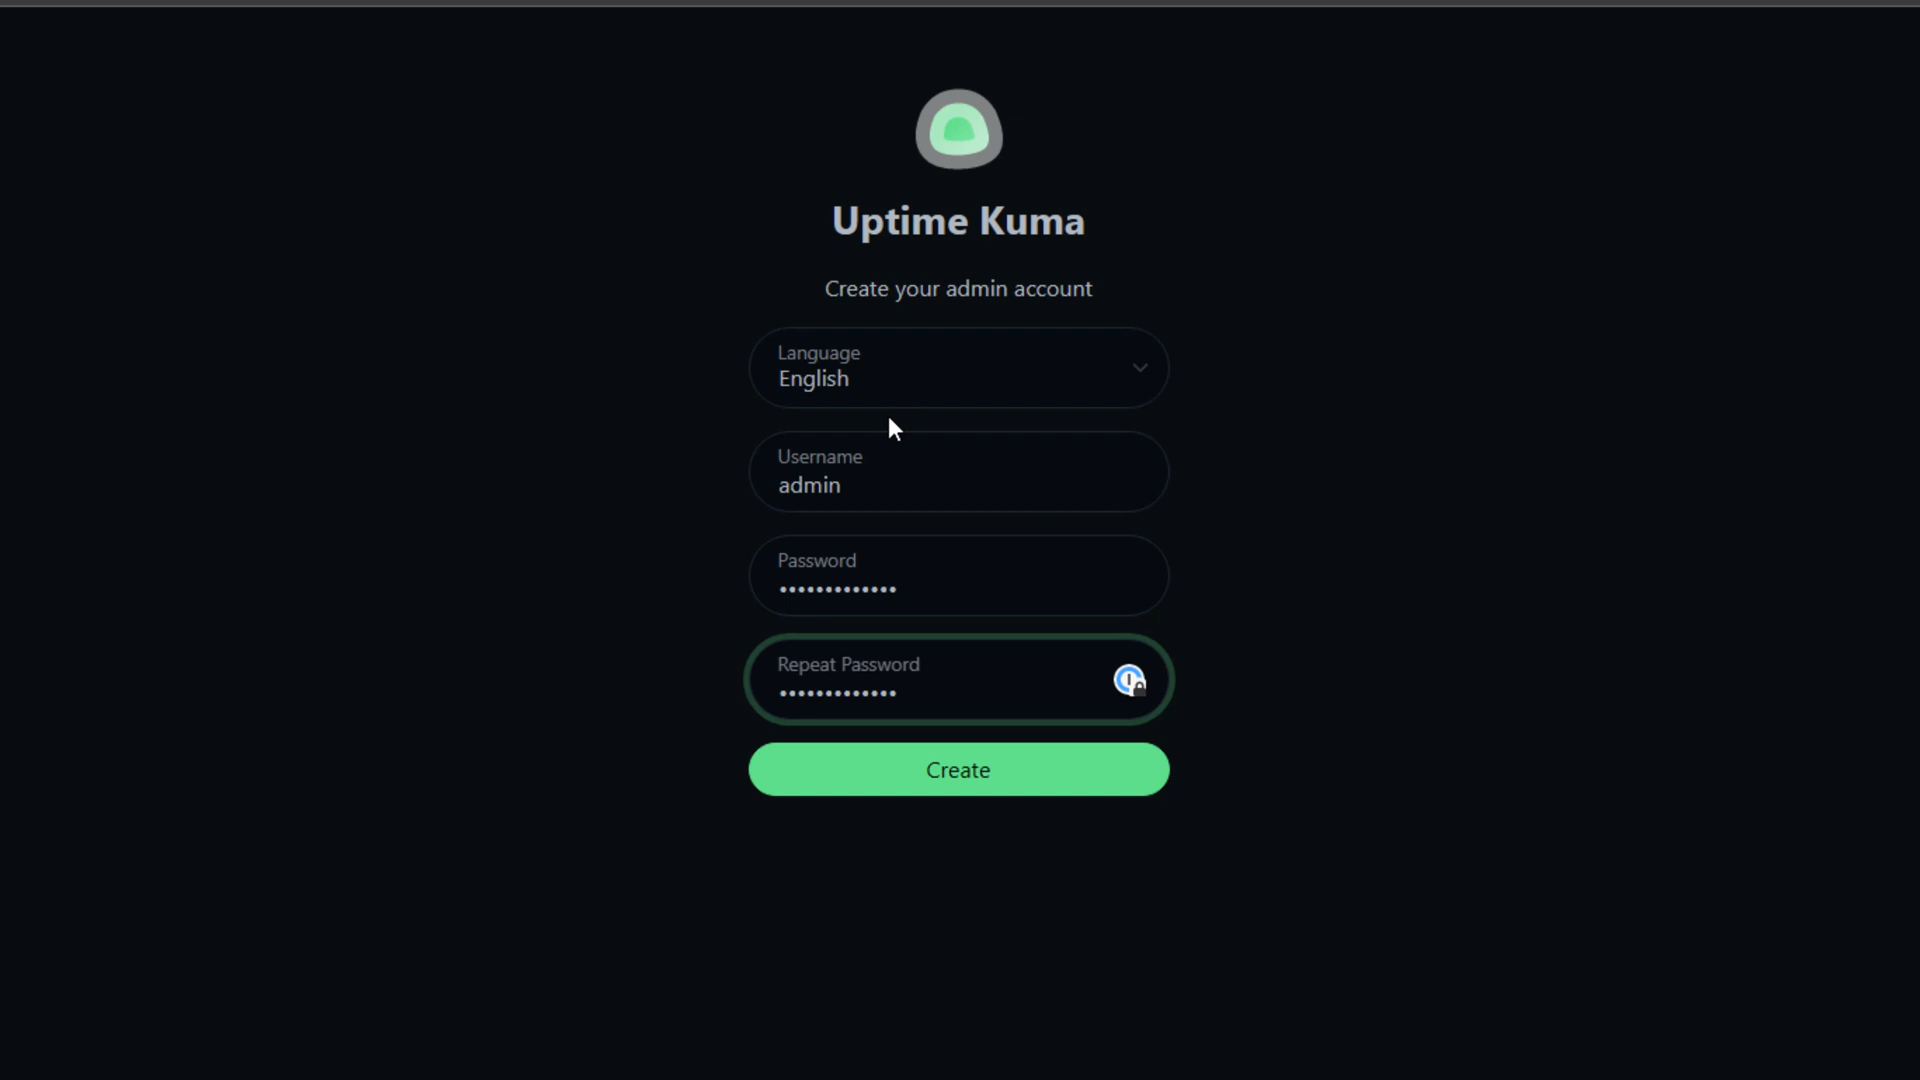 Uptime Kuma
Create your admin account
Language
English
Username
admin
Password
•••••••••••••
Repeat Password
•••••••••••••
Create